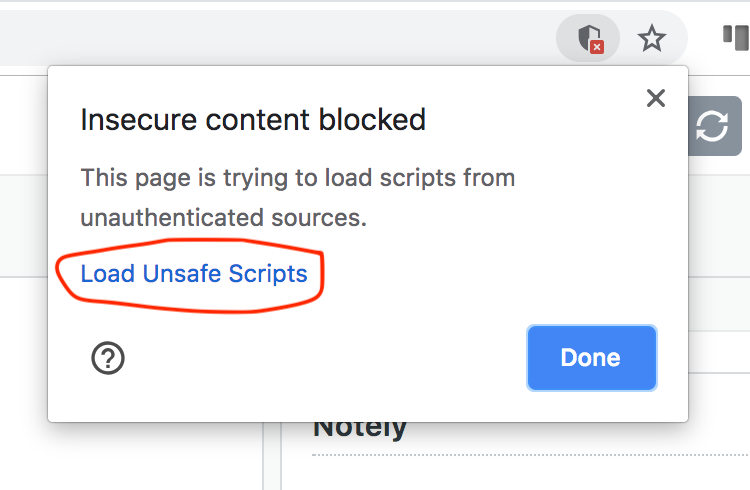 Insecure content blocked
This page is trying to load scripts from
unauthenticated sources.
Load Unsafe Scripts
Done
Notely